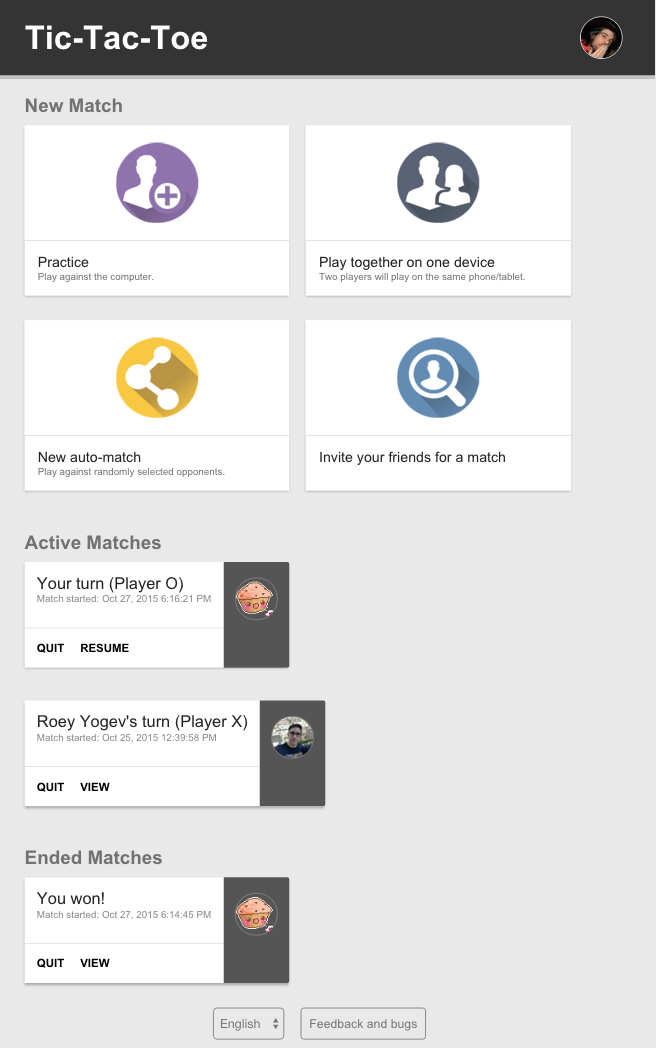 Tic-Tac-Toe
New Match
Practice
Play against the computer.
Play together on one device
Two players will play on the same phone/tablet.
New auto-match
Play against randomly selected opponents.
Invite your friends for a match
Active Matches
Your turn (Player O)
Match started: Oct 27, 2015 6:16:21 PM
QUIT RESUME
Roey Yogev's turn (Player X)
Match started: Oct 25, 2015 12:39:58 PM
QUIT VIEW
Ended Matches
You won!
Match started: Oct 27, 2015 6:14:45 PM
QUIT VIEW
English Feedback and bugs